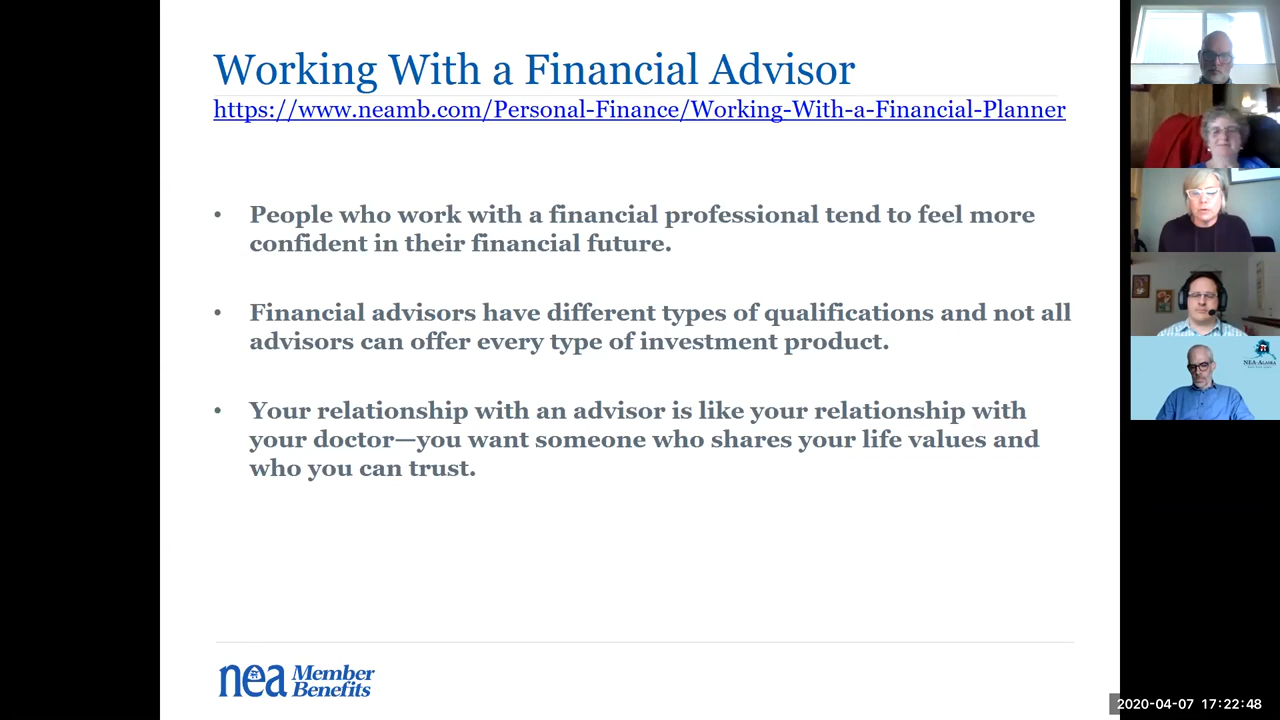 Working With a Financial Advisor
https://www.neamb.com/Personal-Finance/Working-With-a-Financial-Planner
• People who work with a financial professional tend to feel more
confident in their financial future.
• Financial advisors have different types of qualifications and not all
advisors can offer every type of investment product.
• Your relationship with an advisor is like your relationship with
your doctor—you want someone who shares your life values and
who you can trust.
nea Member
Benefits
NEA-Alaska
2020-04-07 17:22:48